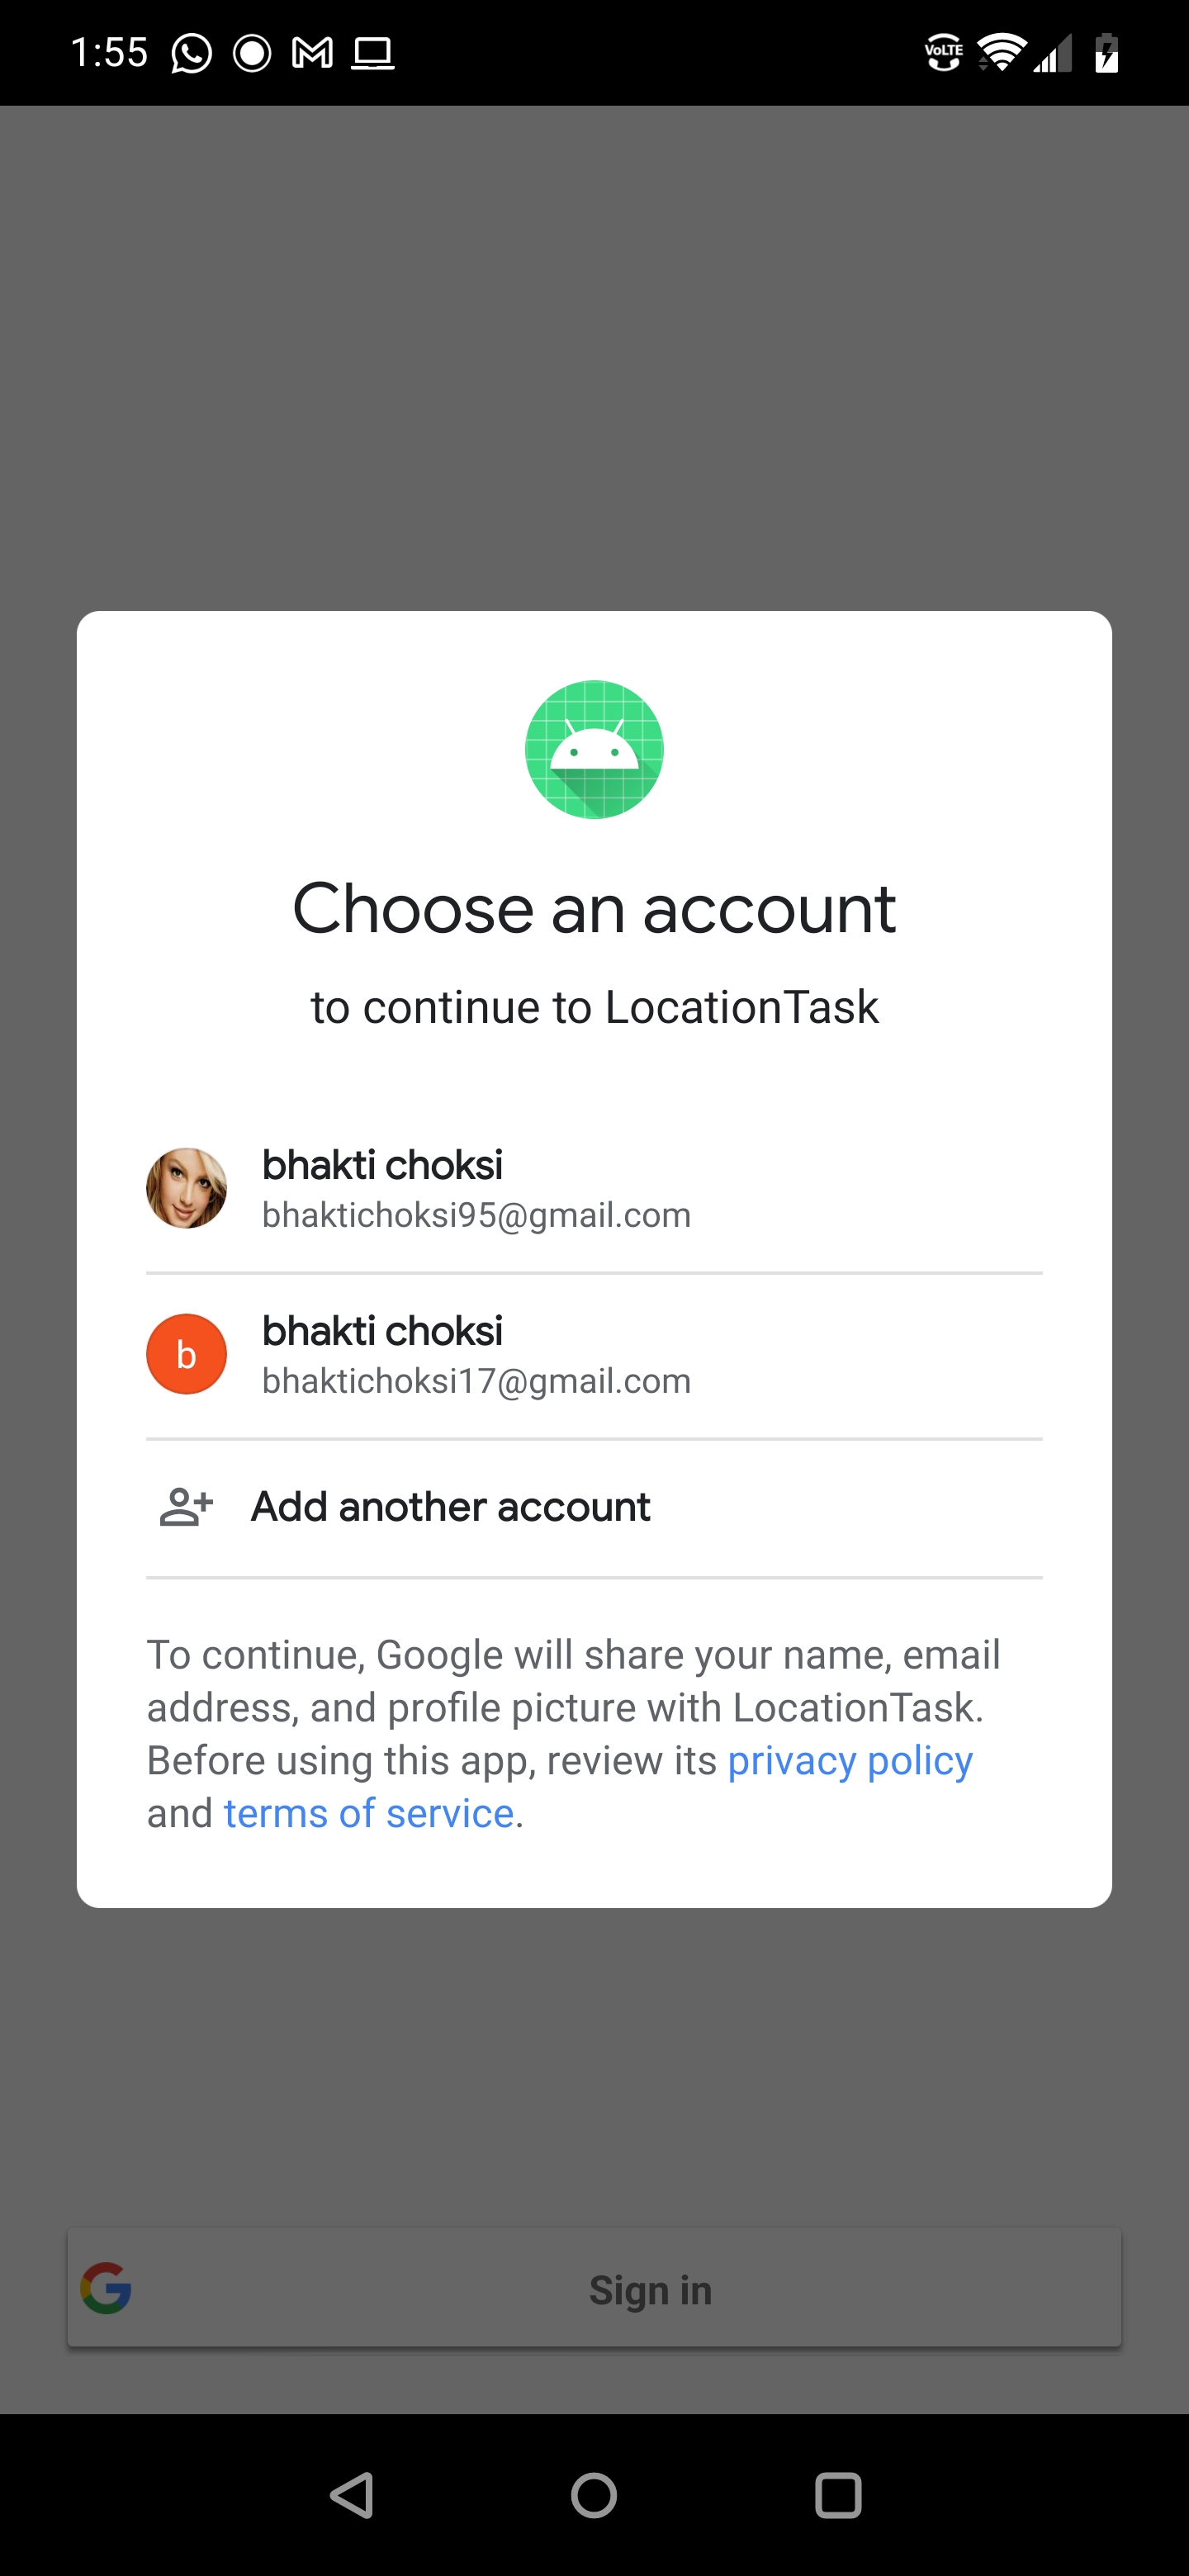 1:55
VoLTE
Choose an account
to continue to LocationTask
bhakti choksi
bhaktichoksi95@gmail.com
b
bhakti choksi
bhaktichoksi17@gmail.com
Add another account
To continue, Google will share your name, email
address, and profile picture with LocationTask.
Before using this app, review its privacy policy
and terms of service.
G
Sign in